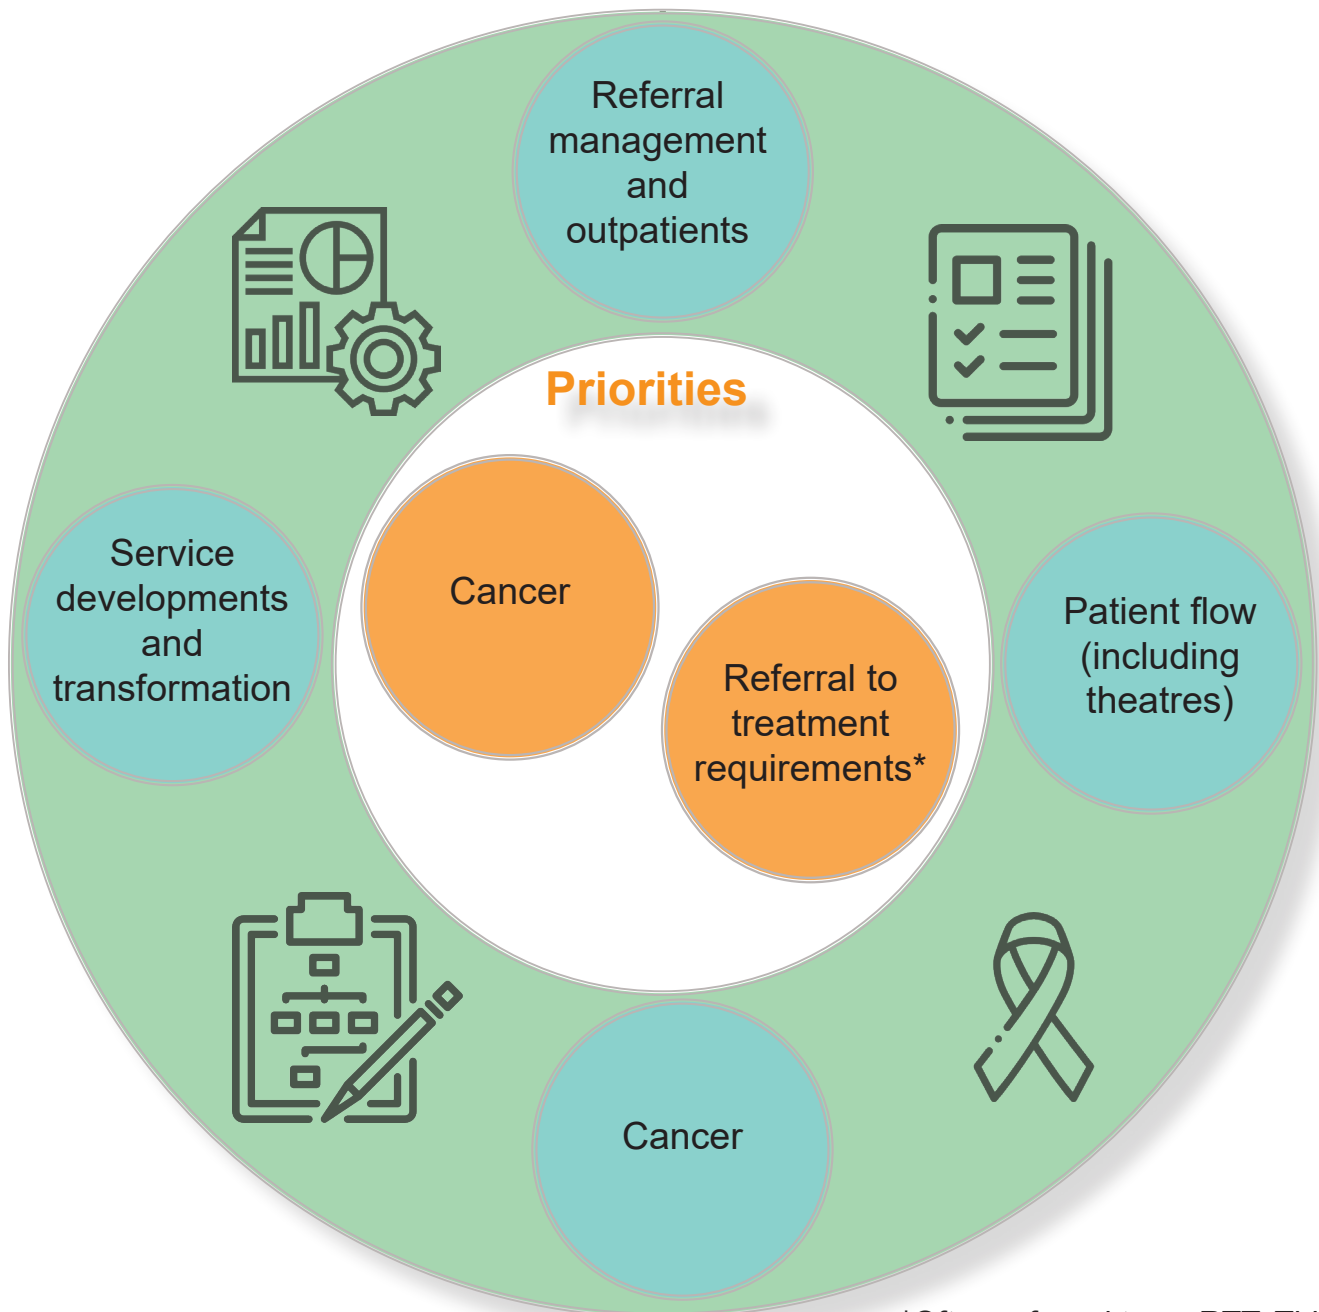 Referral
management
and
outpatients
Priorities
Service
developments
and
transformation
Cancer
Referral to
treatment
requirements*
Patient flow
(including
theatres)
Cancer